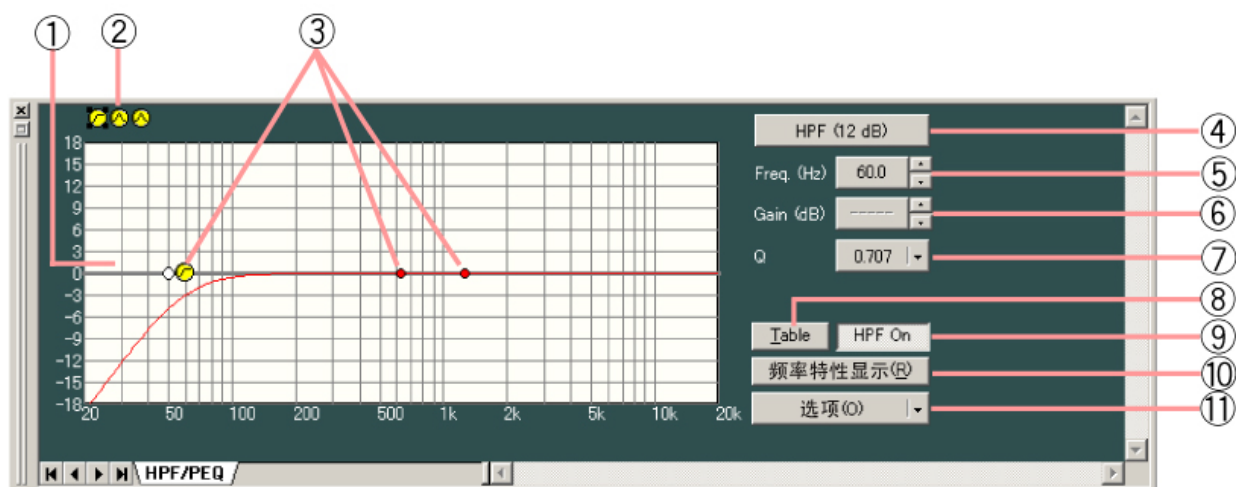 ① ② ③
18
15
12
9
6
3
0
-3
-6
-9
-12
-15
-18
20 50 100 200 500 1k 2k 5k 10k 20k
HPF (12 dB) ④
Freq. (Hz) 60.0 ⑤
Gain (dB) ----- ⑥
Q 0.707 ⑦
⑧
Table HPF On ⑨
频率特性显示(R) ⑩
选项(O) ⑪
HPF/PEQ